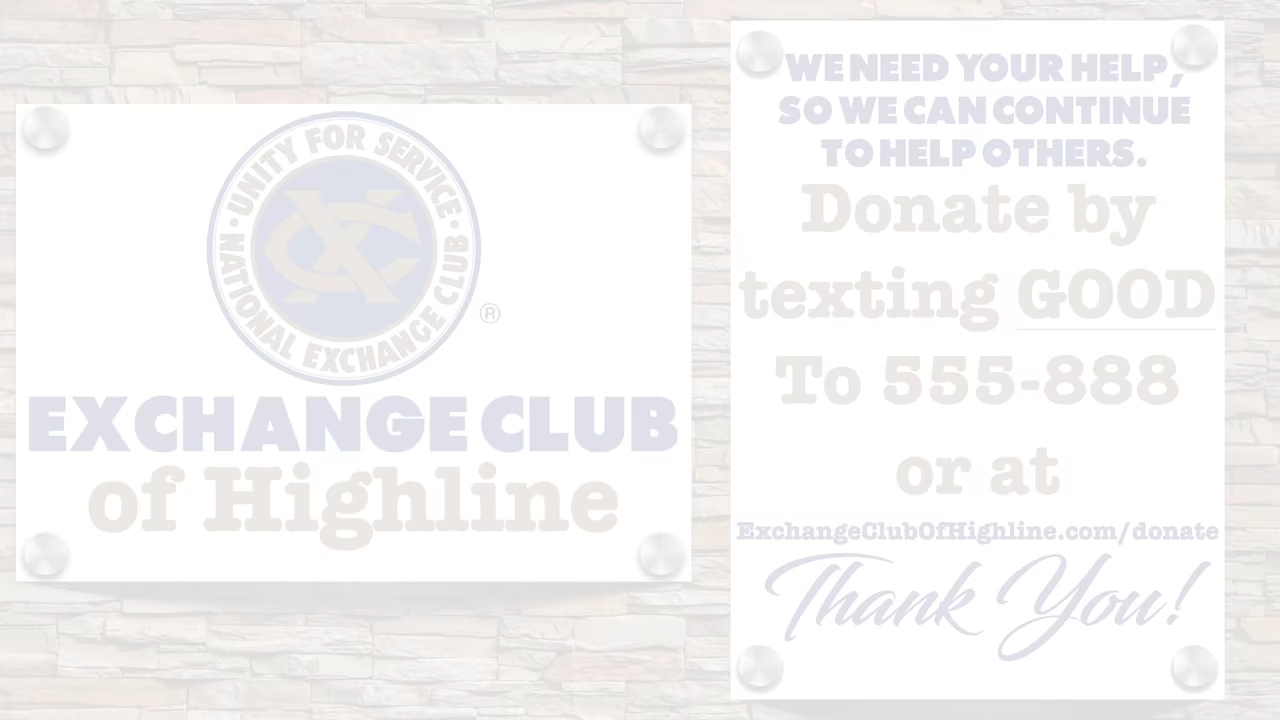 UNITY FOR SERVICE
NATIONAL EXCHANGE CLUB
®
EXCHANGE CLUB
of Highline
WE NEED YOUR HELP,
SO WE CAN CONTINUE
TO HELP OTHERS.
Donate by
texting GOOD
To 555-888
or at
ExchangeClubOfHighline.com/donate
Thank You!